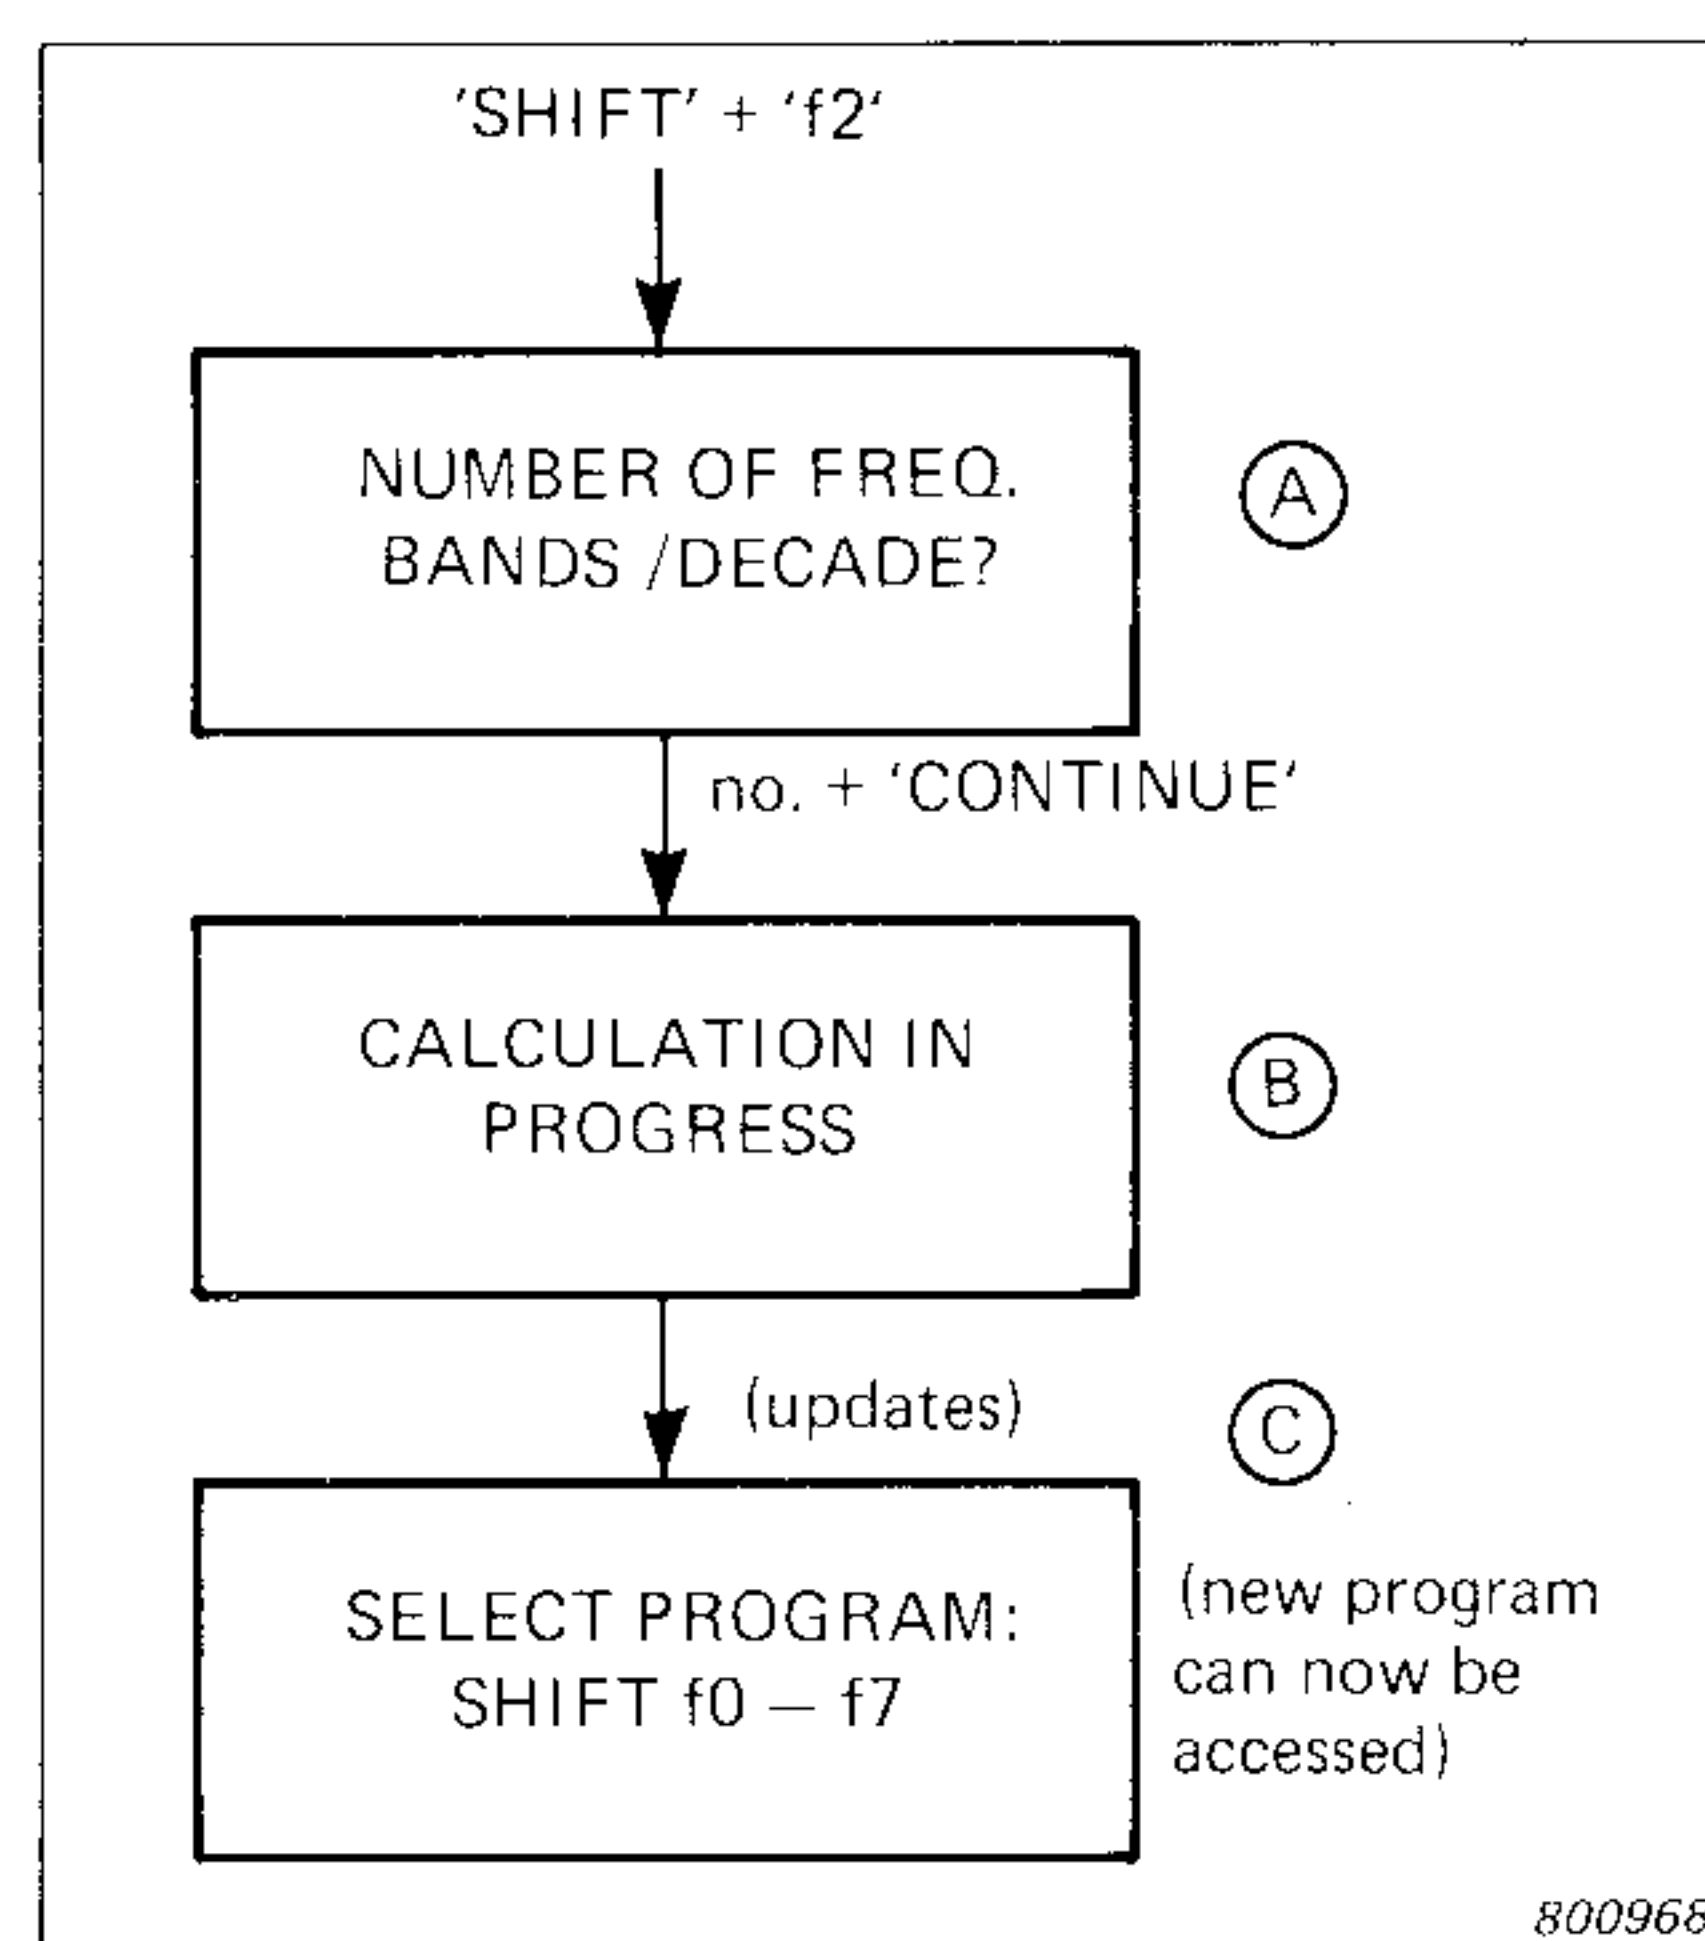 'SHIFT' + 'f2'
NUMBER OF FREQ.
BANDS /DECADE?
A
no. + 'CONTINUE'
CALCULATION IN
PROGRESS
B
(updates)
C
SELECT PROGRAM:
SHIFT f0 – f7
(new program
can now be
accessed)
800968